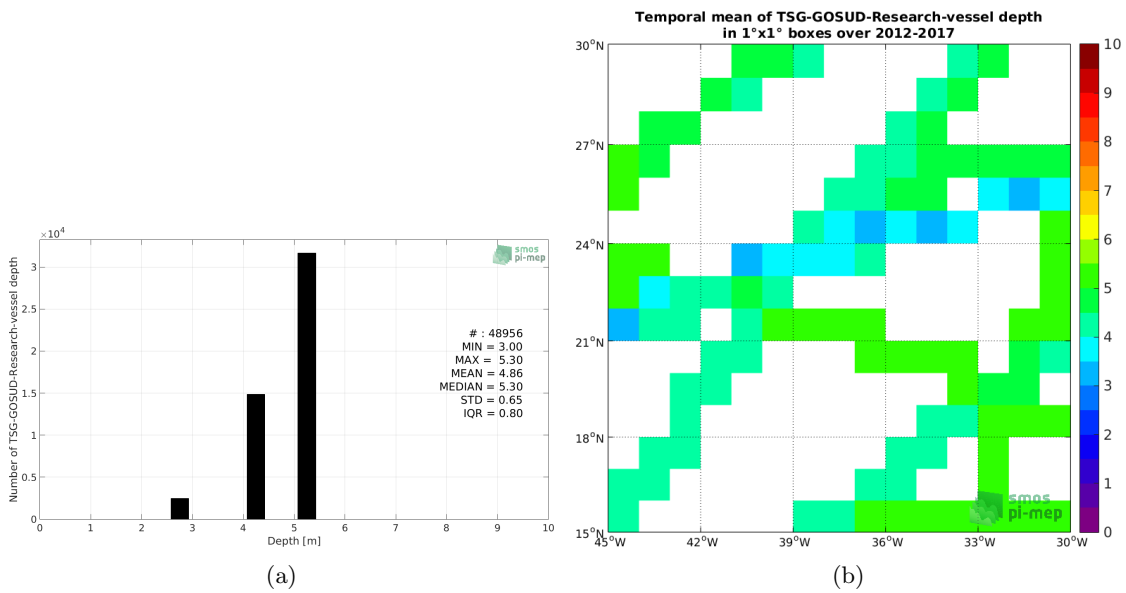 ×10⁴
3
2.5
2
1.5
1
0.5
0
Number of TSG-GOSUD-Research-vessel depth
smos
pi-mep
# : 48956
MIN = 3.00
MAX = 5.30
MEAN = 4.86
MEDIAN = 5.30
STD = 0.65
IQR = 0.80
0 1 2 3 4 5 6 7 8 9 10
Depth [m]
(a)
Temporal mean of TSG-GOSUD-Research-vessel depth
in 1°x1° boxes over 2012-2017
30°N
27°N
24°N
21°N
18°N
15°N
45°W 42°W 39°W 36°W 33°W 30°W
smos
pi-mep
10
9
8
7
6
5
4
3
2
1
0
(b)